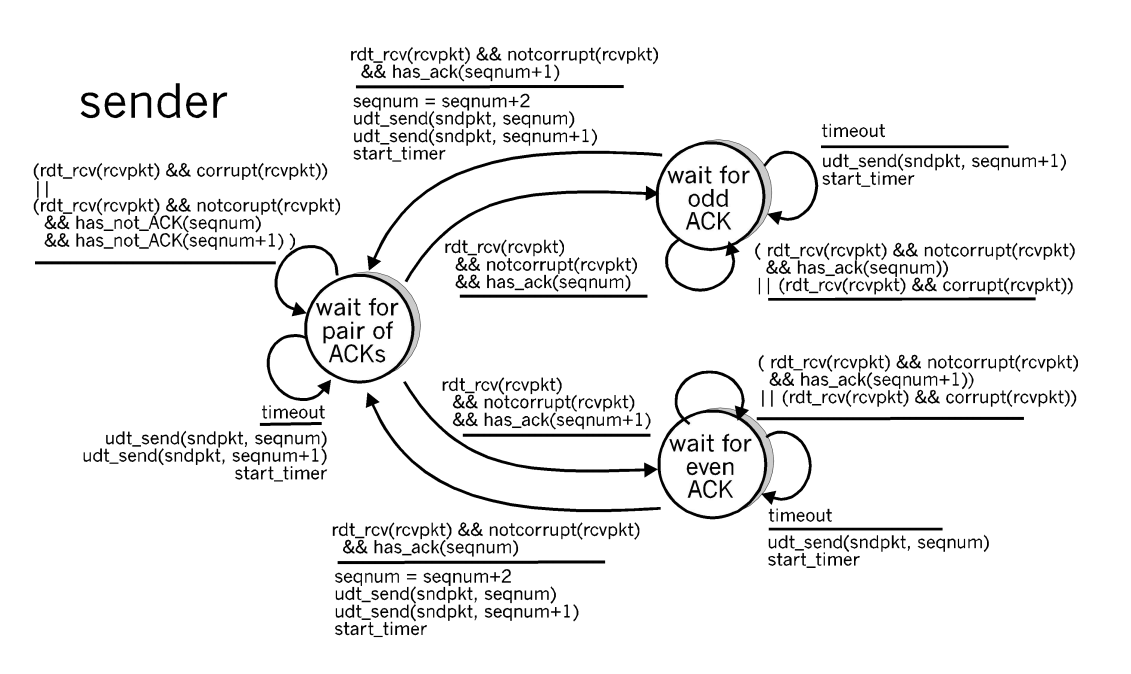 sender
rdt_rcv(rcvpkt) && notcorrupt(rcvpkt)
&& has_ack(seqnum+1)
seqnum = seqnum+2
udt_send(sndpkt, seqnum)
udt_send(sndpkt, seqnum+1)
start_timer
(rdt_rcv(rcvpkt) && corrupt(rcvpkt))
||
(rdt_rcv(rcvpkt) && notcorupt(rcvpkt)
&& has_not_ACK(seqnum)
&& has_not_ACK(seqnum+1) )
wait for
odd
ACK
timeout
udt_send(sndpkt, seqnum+1)
start_timer
rdt_rcv(rcvpkt)
&& notcorrupt(rcvpkt)
&& has_ack(seqnum)
( rdt_rcv(rcvpkt) && notcorrupt(rcvpkt)
&& has_ack(seqnum))
|| (rdt_rcv(rcvpkt) && corrupt(rcvpkt))
wait for
pair of
ACKs
timeout
udt_send(sndpkt, seqnum)
udt_send(sndpkt, seqnum+1)
start_timer
rdt_rcv(rcvpkt)
&& notcorrupt(rcvpkt)
&& has_ack(seqnum+1)
( rdt_rcv(rcvpkt) && notcorrupt(rcvpkt)
&& has_ack(seqnum+1))
|| (rdt_rcv(rcvpkt) && corrupt(rcvpkt))
wait for
even
ACK
timeout
udt_send(sndpkt, seqnum)
start_timer
rdt_rcv(rcvpkt) && notcorrupt(rcvpkt)
&& has_ack(seqnum)
seqnum = seqnum+2
udt_send(sndpkt, seqnum)
udt_send(sndpkt, seqnum+1)
start_timer